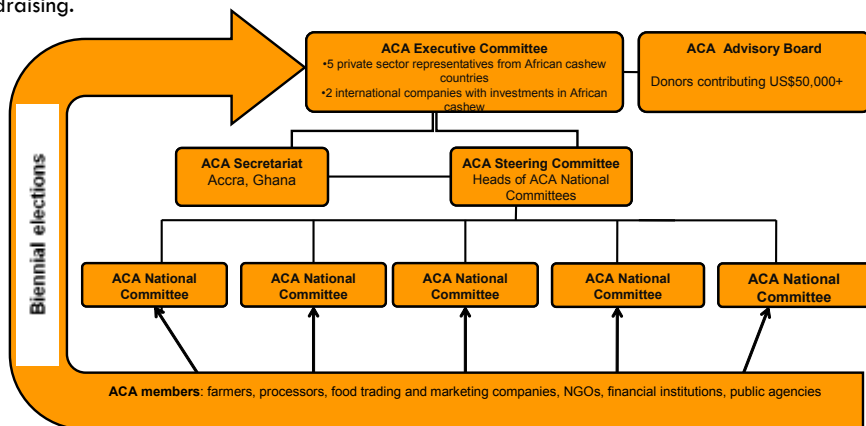 draising.
ACA Executive Committee
•5 private sector representatives from African cashew
countries
•2 international companies with investments in African
cashew
ACA Advisory Board
Donors contributing US$50,000+
ACA Secretariat
Accra, Ghana
ACA Steering Committee
Heads of ACA National
Committees
Biennial elections
ACA National
Committee
ACA National
Committee
ACA National
Committee
ACA National
Committee
ACA National
Committee
ACA members: farmers, processors, food trading and marketing companies, NGOs, financial institutions, public agencies